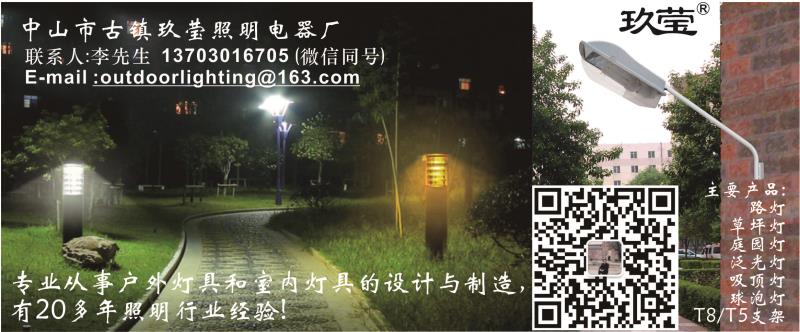 中山市古镇玖莹照明电器厂
联系人:李先生 13703016705 (微信同号)
E-mail :outdoorlighting@163.com
玖莹®
专业从事户外灯具和室内灯具的设计与制造，
有20多年照明行业经验!
主要产品:
路灯
草坪灯
庭园灯
泛光灯
吸顶灯
球泡灯
T8/T5支架